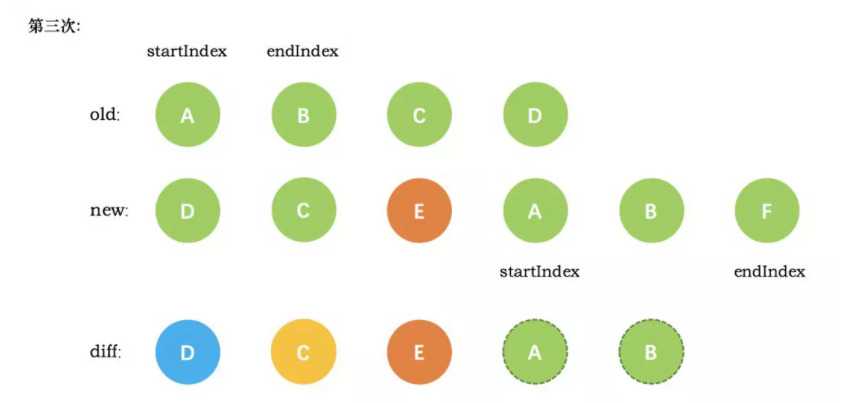 第三次:
startIndex endIndex
old: A B C D
new: D C E A B F
startIndex endIndex
diff: D C E A B